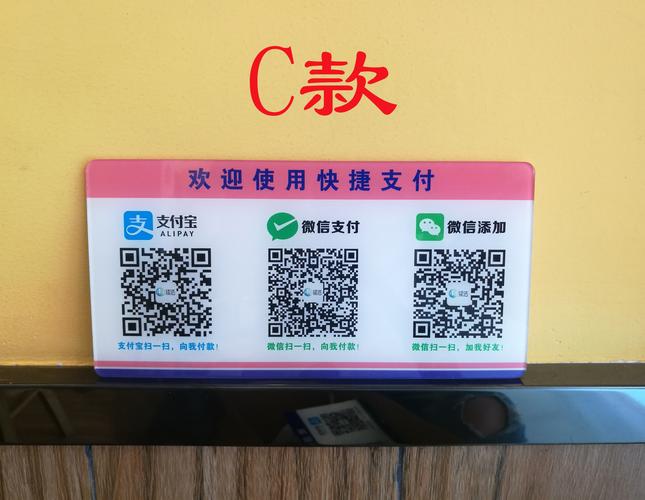 C款
欢迎使用快捷支付
支付宝
ALIPAY
微信支付
微信添加
支付宝扫一扫，向我付款！
微信扫一扫，向我付款！
微信扫一扫，加我好友！